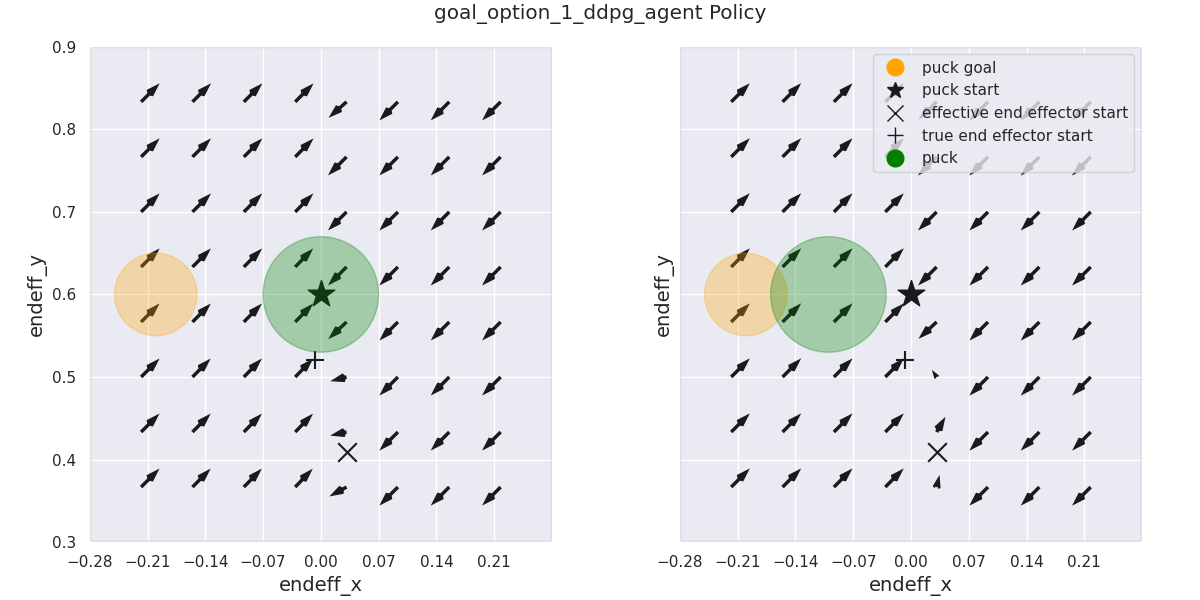 goal_option_1_ddpg_agent Policy
0.9
0.8
0.7
0.6
0.5
0.4
0.3
endeff_y
−0.28 −0.21 −0.14 −0.07 0.00 0.07 0.14 0.21
endeff_x
puck goal
puck start
effective end effector start
true end effector start
puck
endeff_y
−0.28 −0.21 −0.14 −0.07 0.00 0.07 0.14 0.21
endeff_x